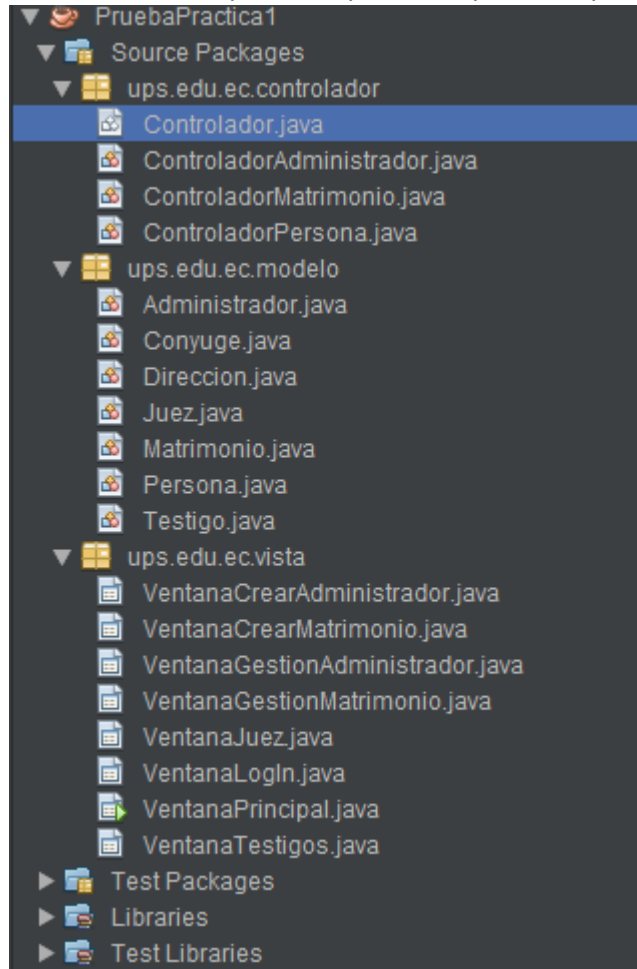 PruebaPractica1
Source Packages
ups.edu.ec.controlador
Controlador.java
ControladorAdministrador.java
ControladorMatrimonio.java
ControladorPersona.java
ups.edu.ec.modelo
Administrador.java
Conyuge.java
Direccion.java
Juez.java
Matrimonio.java
Persona.java
Testigo.java
ups.edu.ec.vista
VentanaCrearAdministrador.java
VentanaCrearMatrimonio.java
VentanaGestionAdministrador.java
VentanaGestionMatrimonio.java
VentanaJuez.java
VentanaLogIn.java
VentanaPrincipal.java
VentanaTestigos.java
Test Packages
Libraries
Test Libraries